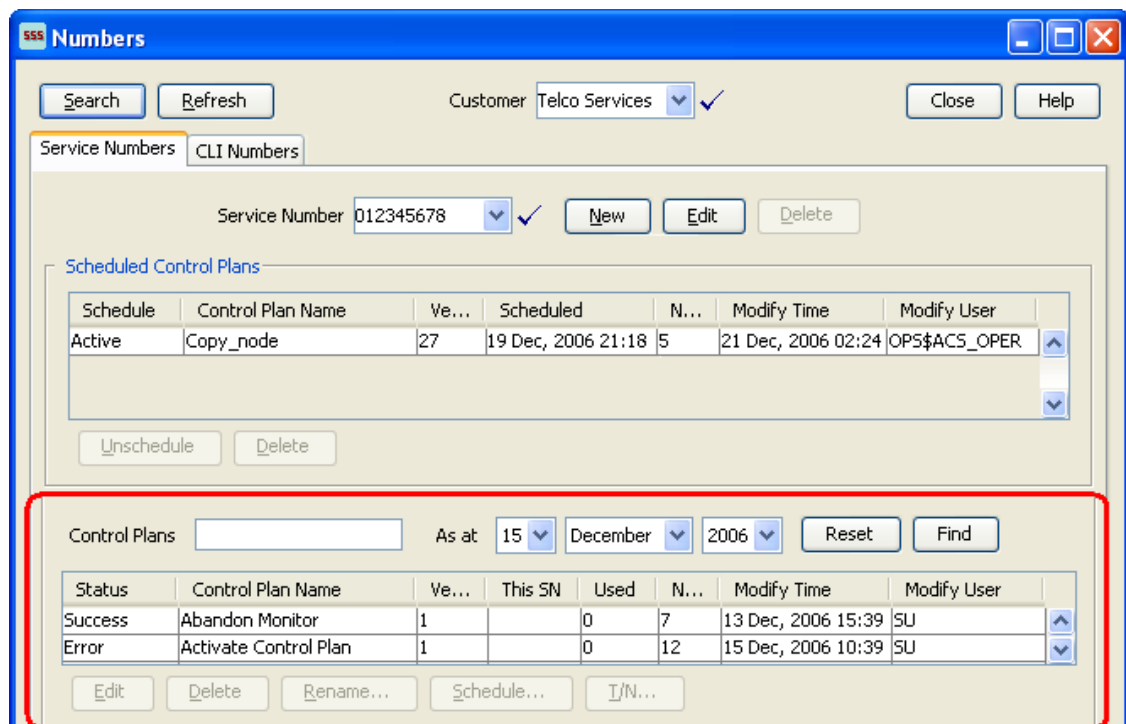 SSS Numbers
Search Refresh Customer Telco Services Close Help
Service Numbers CLI Numbers
Service Number 012345678 New Edit Delete
Scheduled Control Plans
Schedule Control Plan Name Ve... Scheduled N... Modify Time Modify User
Active Copy_node 27 19 Dec, 2006 21:18 5 21 Dec, 2006 02:24 OPS$ACS_OPER
Unschedule Delete
Control Plans As at 15 December 2006 Reset Find
Status Control Plan Name Ve... This SN Used N... Modify Time Modify User
Success Abandon Monitor 1 0 7 13 Dec, 2006 15:39 SU
Error Activate Control Plan 1 0 12 15 Dec, 2006 10:39 SU
Edit Delete Rename... Schedule... T/N...